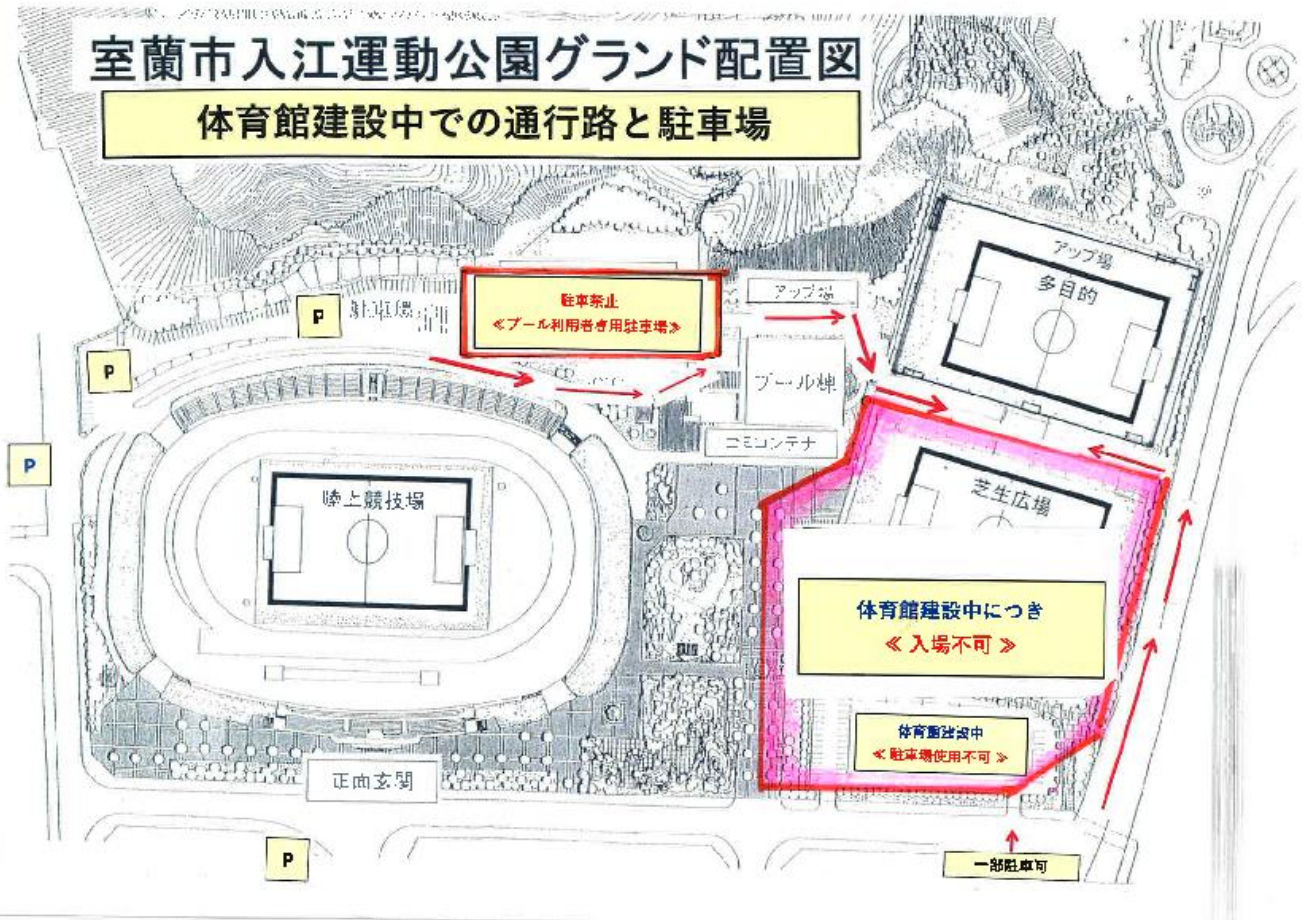 室蘭市入江運動公園グランド配置図
体育館建設中での通行路と駐車場
アップ場
多目的
駐車禁止
≪プール利用者専用駐車場≫
アップ場
P
駐車場
P
プール棟
P
ゴミコンテナ
芝生広場
陸上競技場
体育館建設中につき
≪ 入場不可 ≫
体育館建設中
≪ 駐車場使用不可 ≫
正面玄関
P
一部駐車可